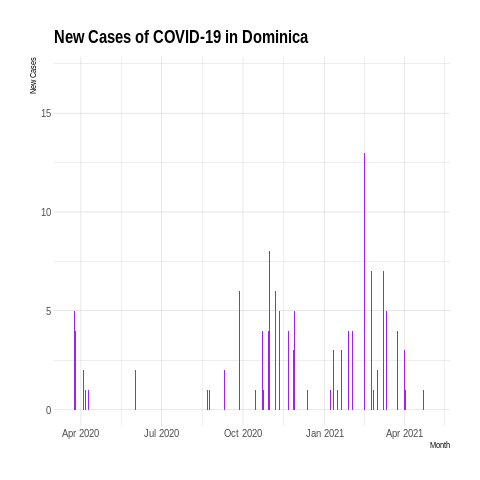 New Cases of COVID-19 in Dominica
New Cases
15
10
5
0
Apr 2020 Jul 2020 Oct 2020 Jan 2021 Apr 2021
Month